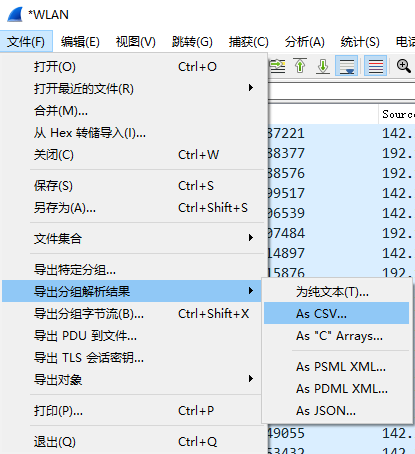 *WLAN
文件(F) 编辑(E) 视图(V) 跳转(G) 捕获(C) 分析(A) 统计(S) 电话
打开(O) Ctrl+O
打开最近的文件(R)
合并(M)...
从 Hex 转储导入(I)...
关闭(C) Ctrl+W
保存(S) Ctrl+S
另存为(A)... Ctrl+Shift+S
文件集合
导出特定分组...
导出分组解析结果
导出分组字节流(B)... Ctrl+Shift+X
导出 PDU 到文件...
导出 TLS 会话密钥...
导出对象
打印(P)... Ctrl+P
退出(Q) Ctrl+Q
为纯文本(T)...
As CSV...
As "C" Arrays...
As PSML XML...
As PDML XML...
As JSON...
Sourc
37221 142.
38377 192.
38576 192.
99517 142.
06539 142.
07484 192.
14897 142.
15876 192.
49055 142.
53432 142.